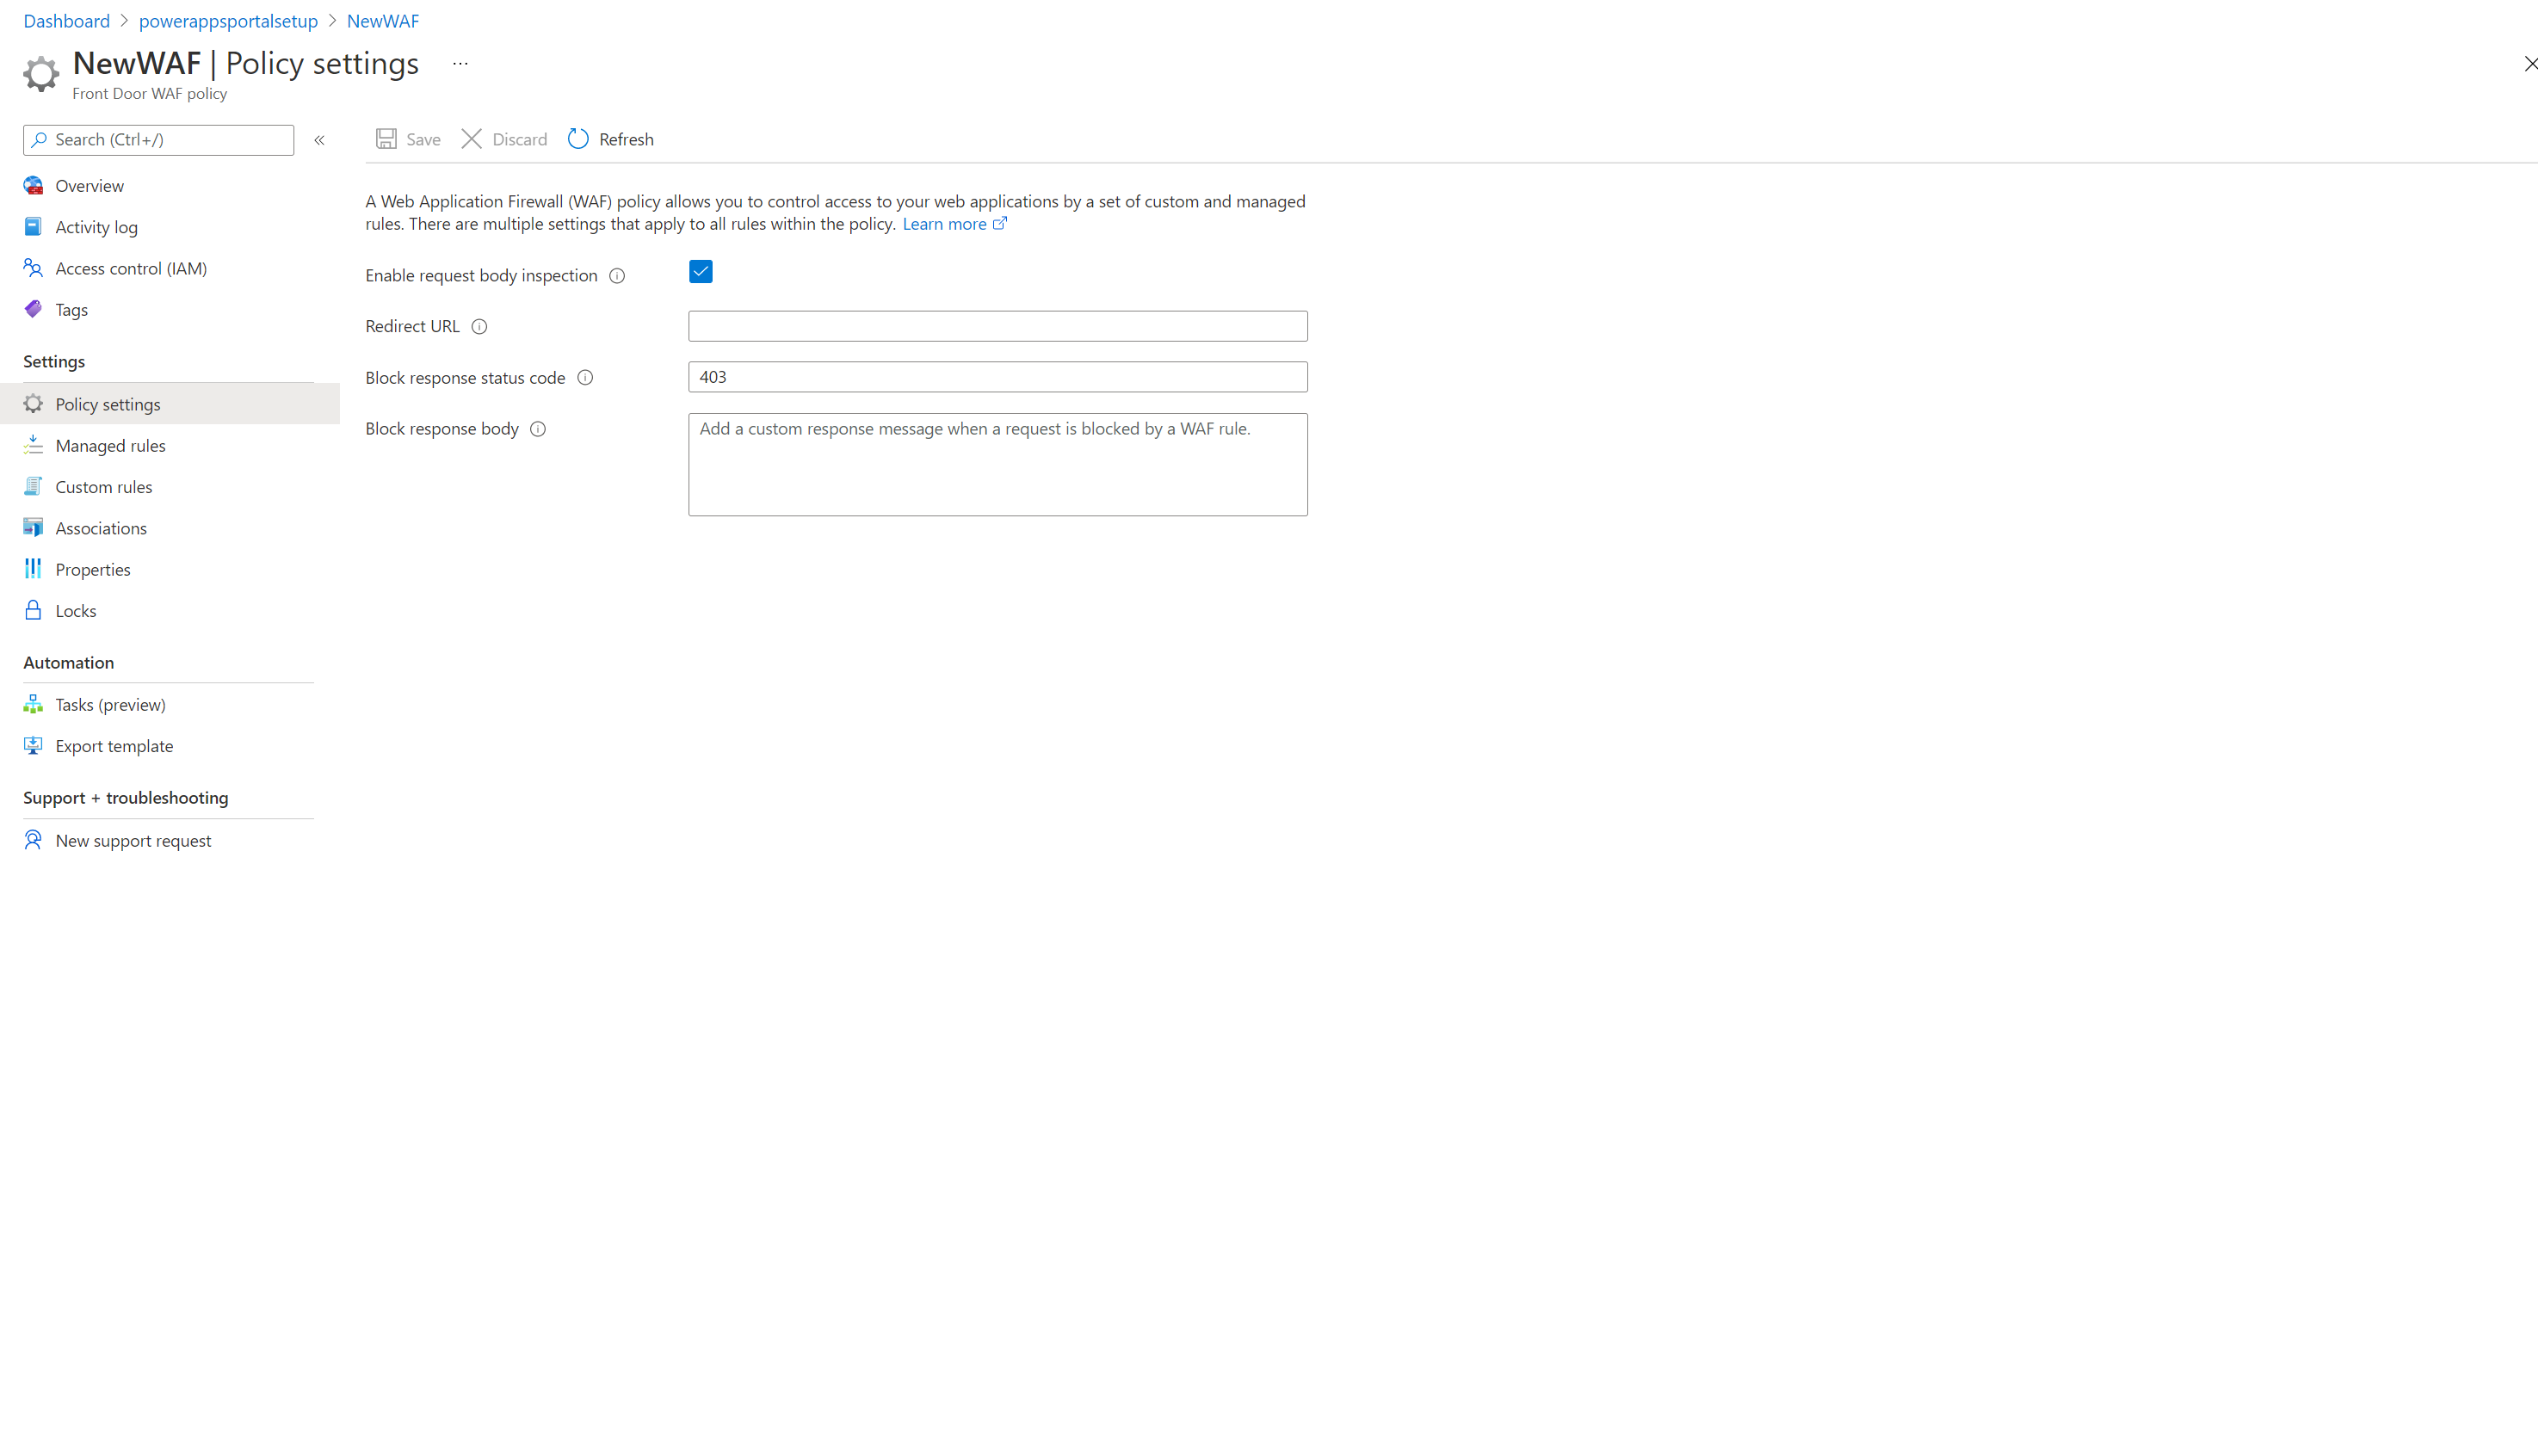 Dashboard > powerappsportalsetup > NewWAF
NewWAF | Policy settings ...
Front Door WAF policy
Search (Ctrl+/) «
Save Discard Refresh
Overview
Activity log
Access control (IAM)
Tags
Settings
Policy settings
Managed rules
Custom rules
Associations
Properties
Locks
Automation
Tasks (preview)
Export template
Support + troubleshooting
New support request
A Web Application Firewall (WAF) policy allows you to control access to your web applications by a set of custom and managed
rules. There are multiple settings that apply to all rules within the policy. Learn more
Enable request body inspection
Redirect URL
Block response status code 403
Block response body Add a custom response message when a request is blocked by a WAF rule.